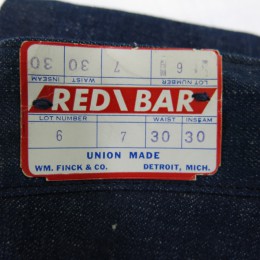 30 30 7 6
INSEAM WAIST LOT NUMBER
RED\BAR
LOT NUMBER WAIST INSEAM
6 7 30 30
UNION MADE
WM. FINCK & CO. DETROIT, MICH.